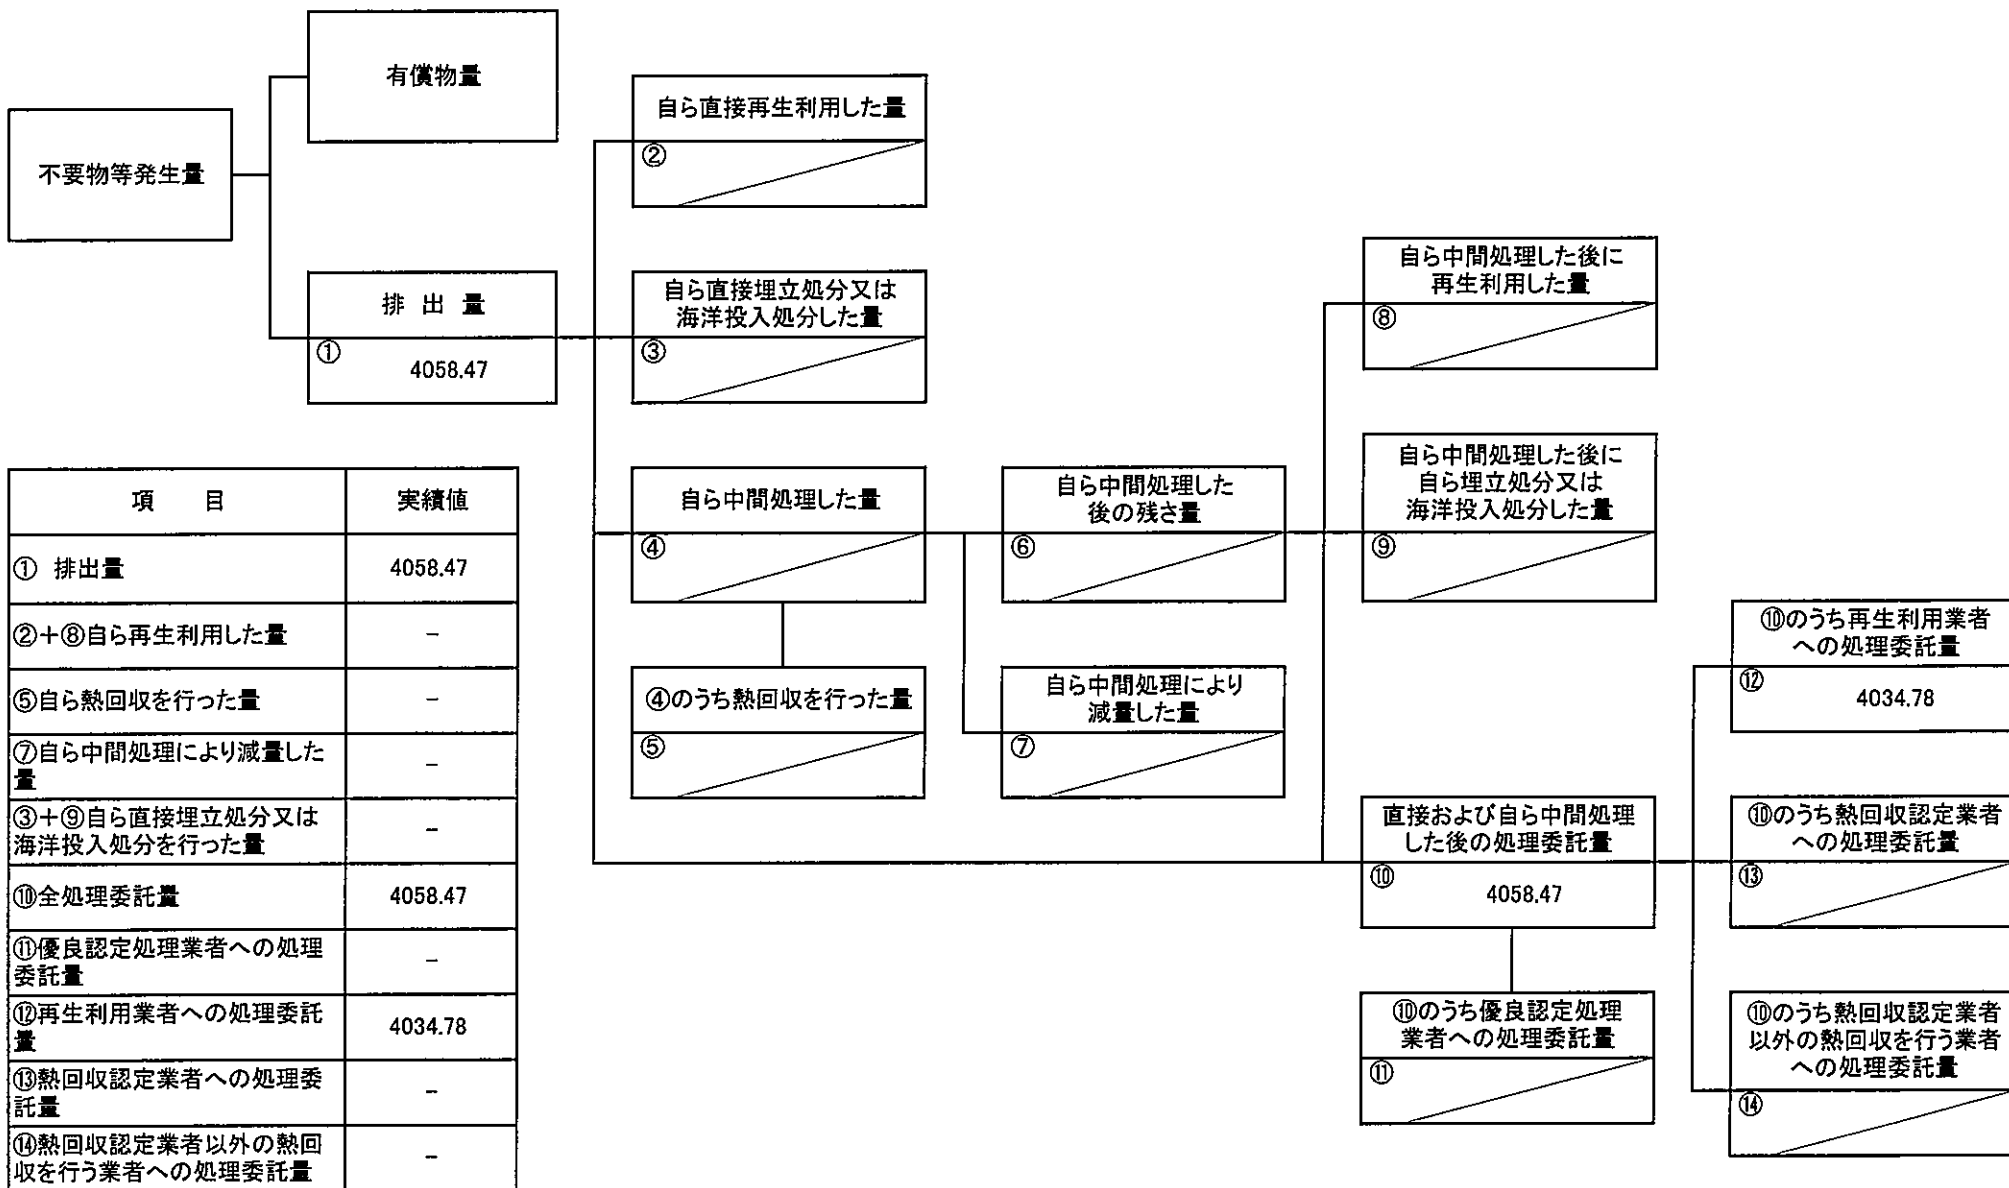 有償物量
不要物等発生量
排 出 量
①
4058.47
自ら直接再生利用した量
②
自ら直接埋立処分又は
海洋投入処分した量
③
自ら中間処理した量
④
④のうち熱回収を行った量
⑤
自ら中間処理した
後の残さ量
⑥
自ら中間処理により
減量した量
⑦
自ら中間処理した後に
再生利用した量
⑧
自ら中間処理した後に
自ら埋立処分又は
海洋投入処分した量
⑨
直接および自ら中間処理
した後の処理委託量
⑩
4058.47
⑩のうち優良認定処理
業者への処理委託量
⑪
⑩のうち再生利用業者
への処理委託量
⑫
4034.78
⑩のうち熱回収認定業者
への処理委託量
⑬
⑩のうち熱回収認定業者
以外の熱回収を行う業者
への処理委託量
⑭
項 目 実績値
① 排出量 4058.47
②+⑧自ら再生利用した量 −
⑤自ら熱回収を行った量 −
⑦自ら中間処理により減量した
量 −
③+⑨自ら直接埋立処分又は
海洋投入処分を行った量 −
⑩全処理委託量 4058.47
⑪優良認定処理業者への処理
委託量 −
⑫再生利用業者への処理委託
量 4034.78
⑬熱回収認定業者への処理委
託量 −
⑭熱回収認定業者以外の熱回
収を行う業者への処理委託量 −